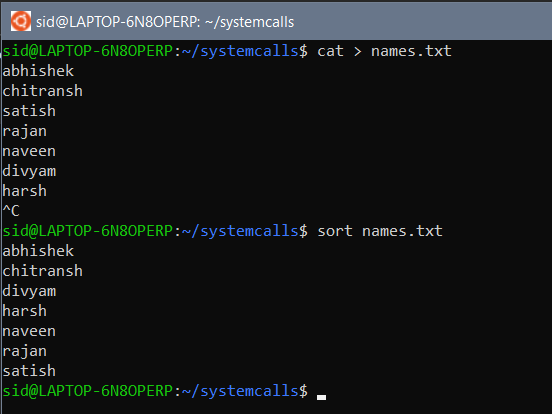 sid@LAPTOP-6N8OPERP: ~/systemcalls
sid@LAPTOP-6N8OPERP:~/systemcalls$ cat > names.txt
abhishek
chitransh
satish
rajan
naveen
divyam
harsh
^C
sid@LAPTOP-6N8OPERP:~/systemcalls$ sort names.txt
abhishek
chitransh
divyam
harsh
naveen
rajan
satish
sid@LAPTOP-6N8OPERP:~/systemcalls$